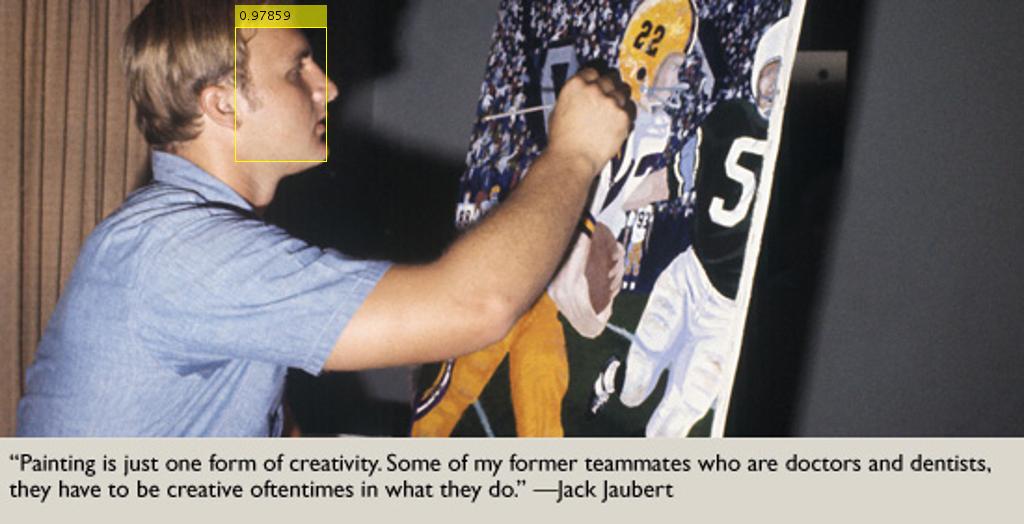 0.97859
22
5
“Painting is just one form of creativity. Some of my former teammates who are doctors and dentists,
they have to be creative oftentimes in what they do.” —Jack Jaubert